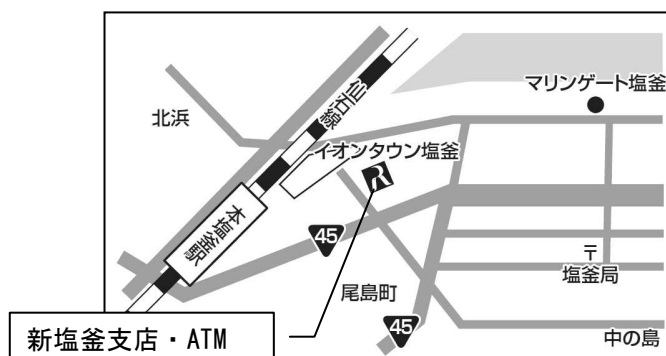 マリンゲート塩釜
北浜
仙石線
イオンタウン塩釜
R
本塩釜駅
45
〒
塩釜局
尾島町
45
中の島
新塩釜支店・ATM